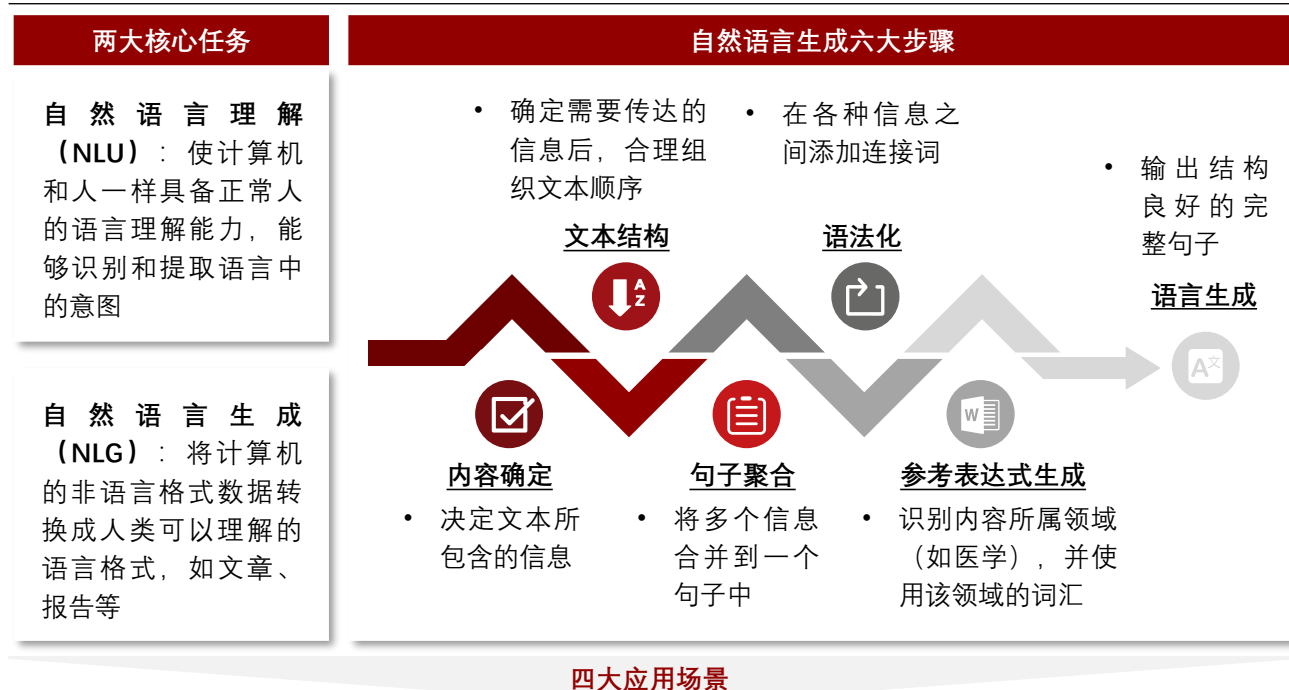 两大核心任务
自然语言理解
（NLU）：使计算机
和人一样具备正常人
的语言理解能力，能
够识别和提取语言中
的意图
自然语言生成
（NLG）：将计算机
的非语言格式数据转
换成人类可以理解的
语言格式，如文章、
报告等
自然语言生成六大步骤
• 确定需要传达的
信息后，合理组
织文本顺序
文本结构
A
Z
• 在各种信息之
间添加连接词
语法化
• 输出结构
良好的完
整句子
语言生成
A文
内容确定
• 决定文本所
包含的信息
句子聚合
• 将多个信息
合并到一个
句子中
W
参考表达式生成
• 识别内容所属领域
（如医学），并使
用该领域的词汇
四大应用场景